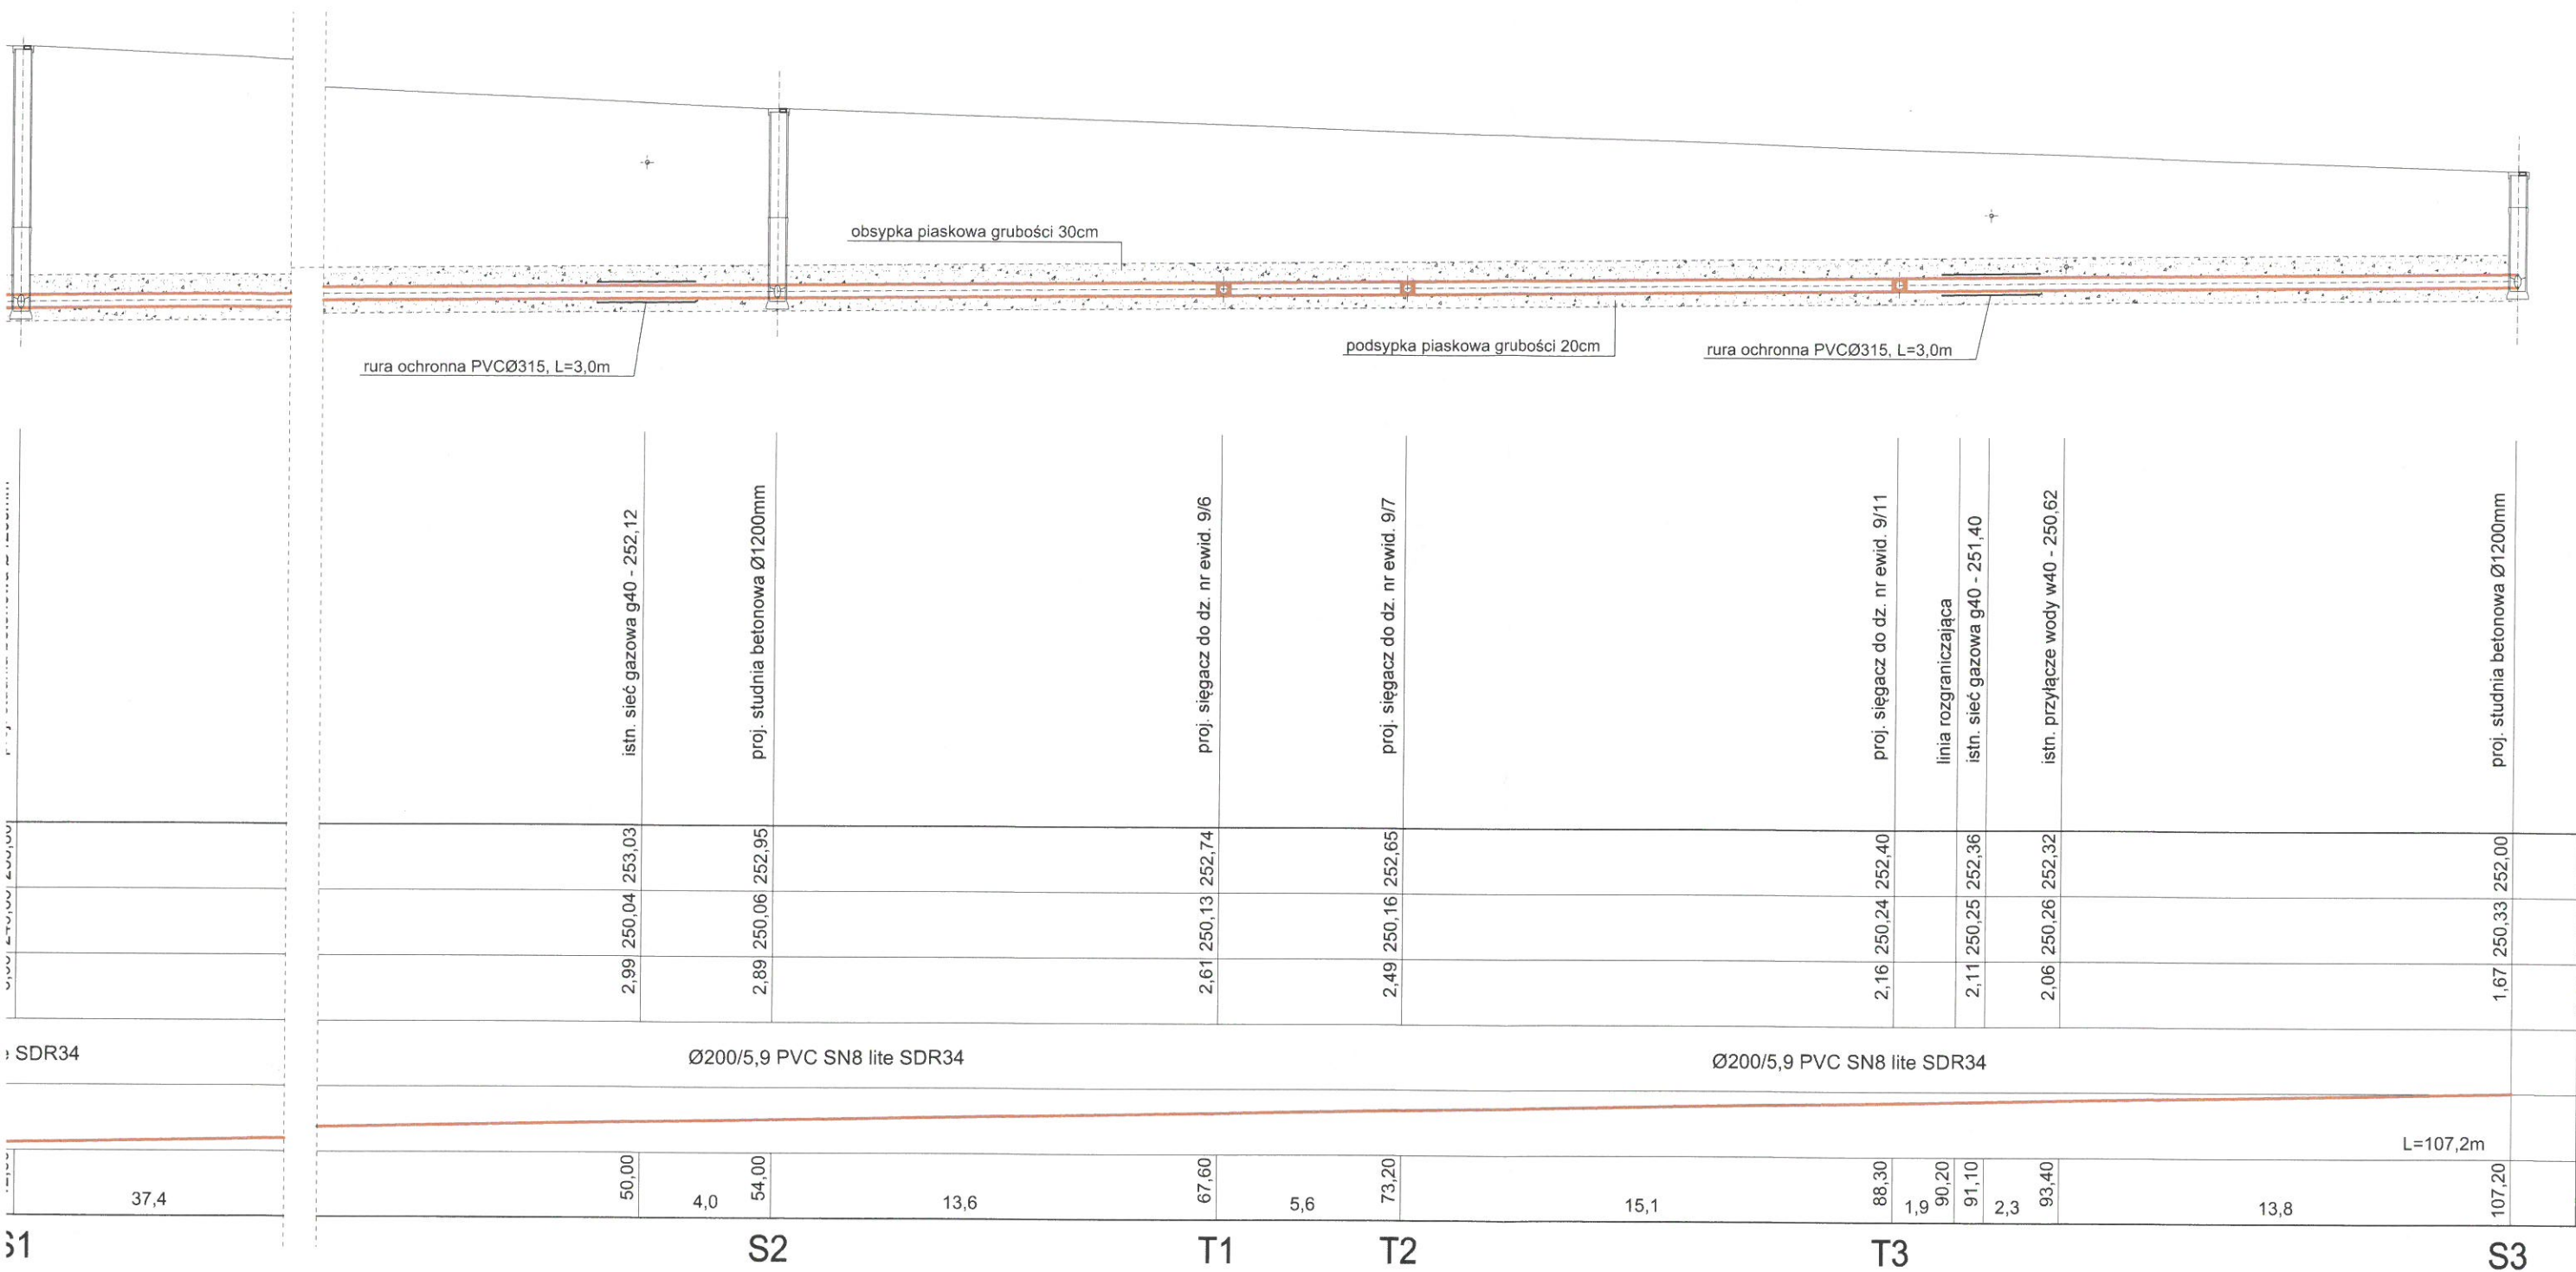 obsypka piaskowa grubości 30cm
rura ochronna PVCØ315, L=3,0m
podsypka piaskowa grubości 20cm
rura ochronna PVCØ315, L=3,0m
istn. sieć gazowa g40 - 252,12
proj. studnia betonowa Ø1200mm
proj. sięgacz do dz. nr ewid. 9/6
proj. sięgacz do dz. nr ewid. 9/7
proj. sięgacz do dz. nr ewid. 9/11
linia rozgraniczająca
istn. sieć gazowa g40 - 251,40
istn. przyłącze wody w40 - 250,62
proj. studnia betonowa Ø1200mm
253,03 252,95 252,74 252,65 252,40 252,36 252,32 252,00
250,04 250,06 250,13 250,16 250,24 250,25 250,26 250,33
2,99 2,89 2,61 2,49 2,16 2,11 2,06 1,67
SDR34
Ø200/5,9 PVC SN8 lite SDR34
Ø200/5,9 PVC SN8 lite SDR34
L=107,2m
50,00 54,00 67,60 73,20 88,30 90,20 91,10 93,40 107,20
37,4 4,0 13,6 5,6 15,1 1,9 2,3 13,8
S1 S2 T1 T2 T3 S3